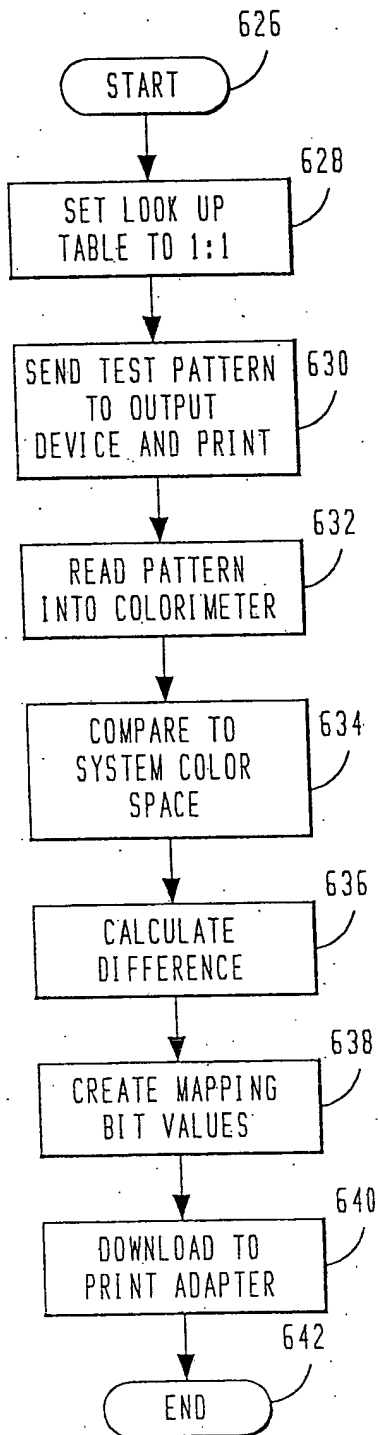 626
START
628
SET LOOK UP
TABLE TO 1:1
630
SEND TEST PATTERN
TO OUTPUT
DEVICE AND PRINT
632
READ PATTERN
INTO COLORIMETER
634
COMPARE TO
SYSTEM COLOR
SPACE
636
CALCULATE
DIFFERENCE
638
CREATE MAPPING
BIT VALUES
640
DOWNLOAD TO
PRINT ADAPTER
642
END